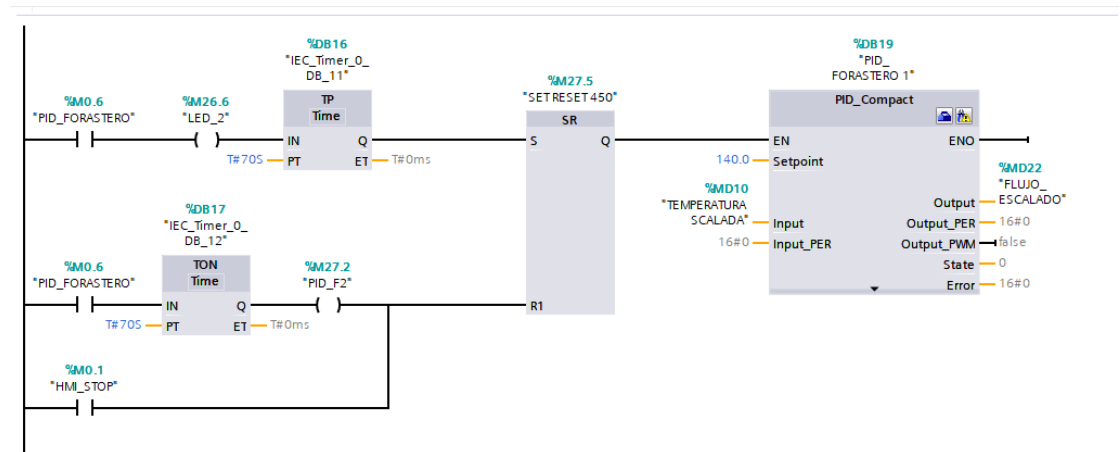 %DB16
"IEC_Timer_0_
DB_11"
%M0.6
"PID_FORASTERO"
%M26.6
"LED_2"
TP
Time
IN
Q
T#70S
PT
ET
T#0ms
%M27.5
"SETRESET450"
SR
S
Q
R1
%DB19
"PID_
FORASTERO 1"
PID_Compact
EN
ENO
140.0
Setpoint
%MD10
"TEMPERATURA
SCALADA"
Input
16#0
Input_PER
%MD22
"FLUJO_
ESCALADO"
Output
Output_PER
16#0
Output_PWM
false
State
0
Error
16#0
%DB17
"IEC_Timer_0_
DB_12"
%M0.6
"PID_FORASTERO"
TON
Time
IN
Q
T#70S
PT
ET
T#0ms
%M27.2
"PID_F2"
%M0.1
"HMI_STOP"